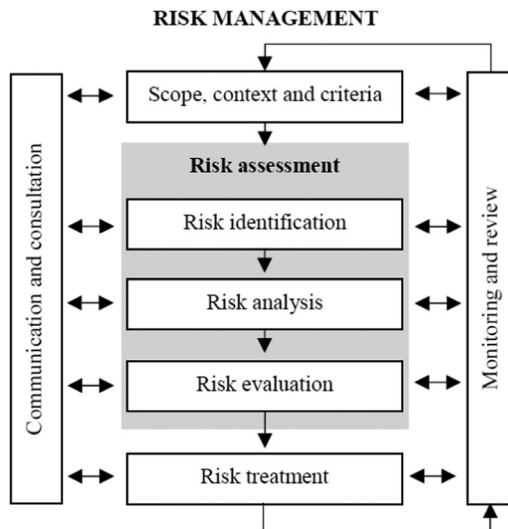 RISK MANAGEMENT
Scope, context and criteria
Risk assessment
Risk identification
Risk analysis
Risk evaluation
Risk treatment
Communication and consultation
Monitoring and review